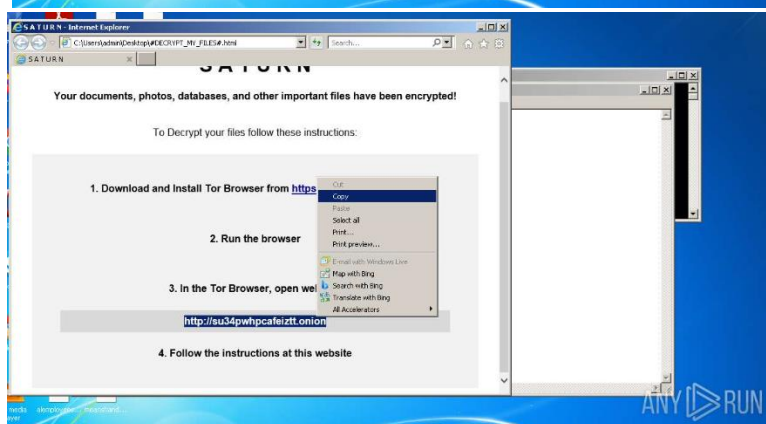 SATURN - Internet Explorer
C:\Users\admin\Desktop\#DECRYPT_MY_FILES#.html
Search...
SATURN
SATURN
Your documents, photos, databases, and other important files have been encrypted!
To Decrypt your files follow these instructions:
1. Download and Install Tor Browser from https
Cut
Copy
Paste
Select all
Print...
Print preview...
2. Run the browser
E-mail with Windows Live
Map with Bing
Search with Bing
Translate with Bing
All Accelerators
3. In the Tor Browser, open
http://su34pwhpcafeiztt.onion
4. Follow the instructions at this website
ANY RUN